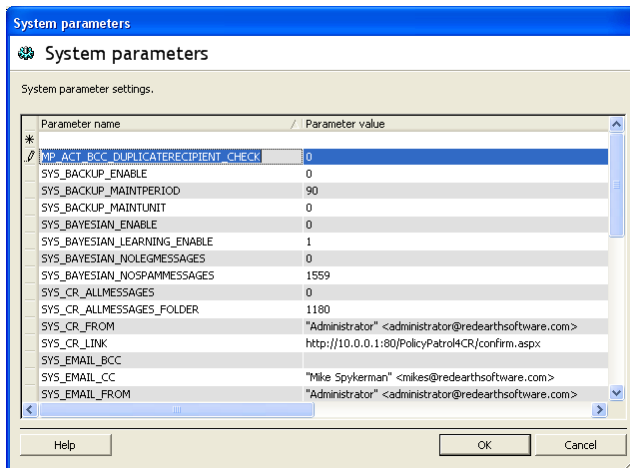 System parameters
System parameters
System parameter settings.
Parameter name / Parameter value
*
MP_ACT_BCC_DUPLICATERECIPIENT_CHECK 0
SYS_BACKUP_ENABLE 0
SYS_BACKUP_MAINTPERIOD 90
SYS_BACKUP_MAINTUNIT 0
SYS_BAYESIAN_ENABLE 0
SYS_BAYESIAN_LEARNING_ENABLE 1
SYS_BAYESIAN_NOLEGMESSAGES 0
SYS_BAYESIAN_NOSPAMMESSAGES 1559
SYS_CR_ALLMESSAGES 0
SYS_CR_ALLMESSAGES_FOLDER 1180
SYS_CR_FROM "Administrator" <administrator@redearthsoftware.com>
SYS_CR_LINK http://10.0.0.1:80/PolicyPatrol4CR/confirm.aspx
SYS_EMAIL_BCC
SYS_EMAIL_CC "Mike Spykerman" <mikes@redearthsoftware.com>
SYS_EMAIL_FROM "Administrator" <administrator@redearthsoftware.com>
Help OK Cancel